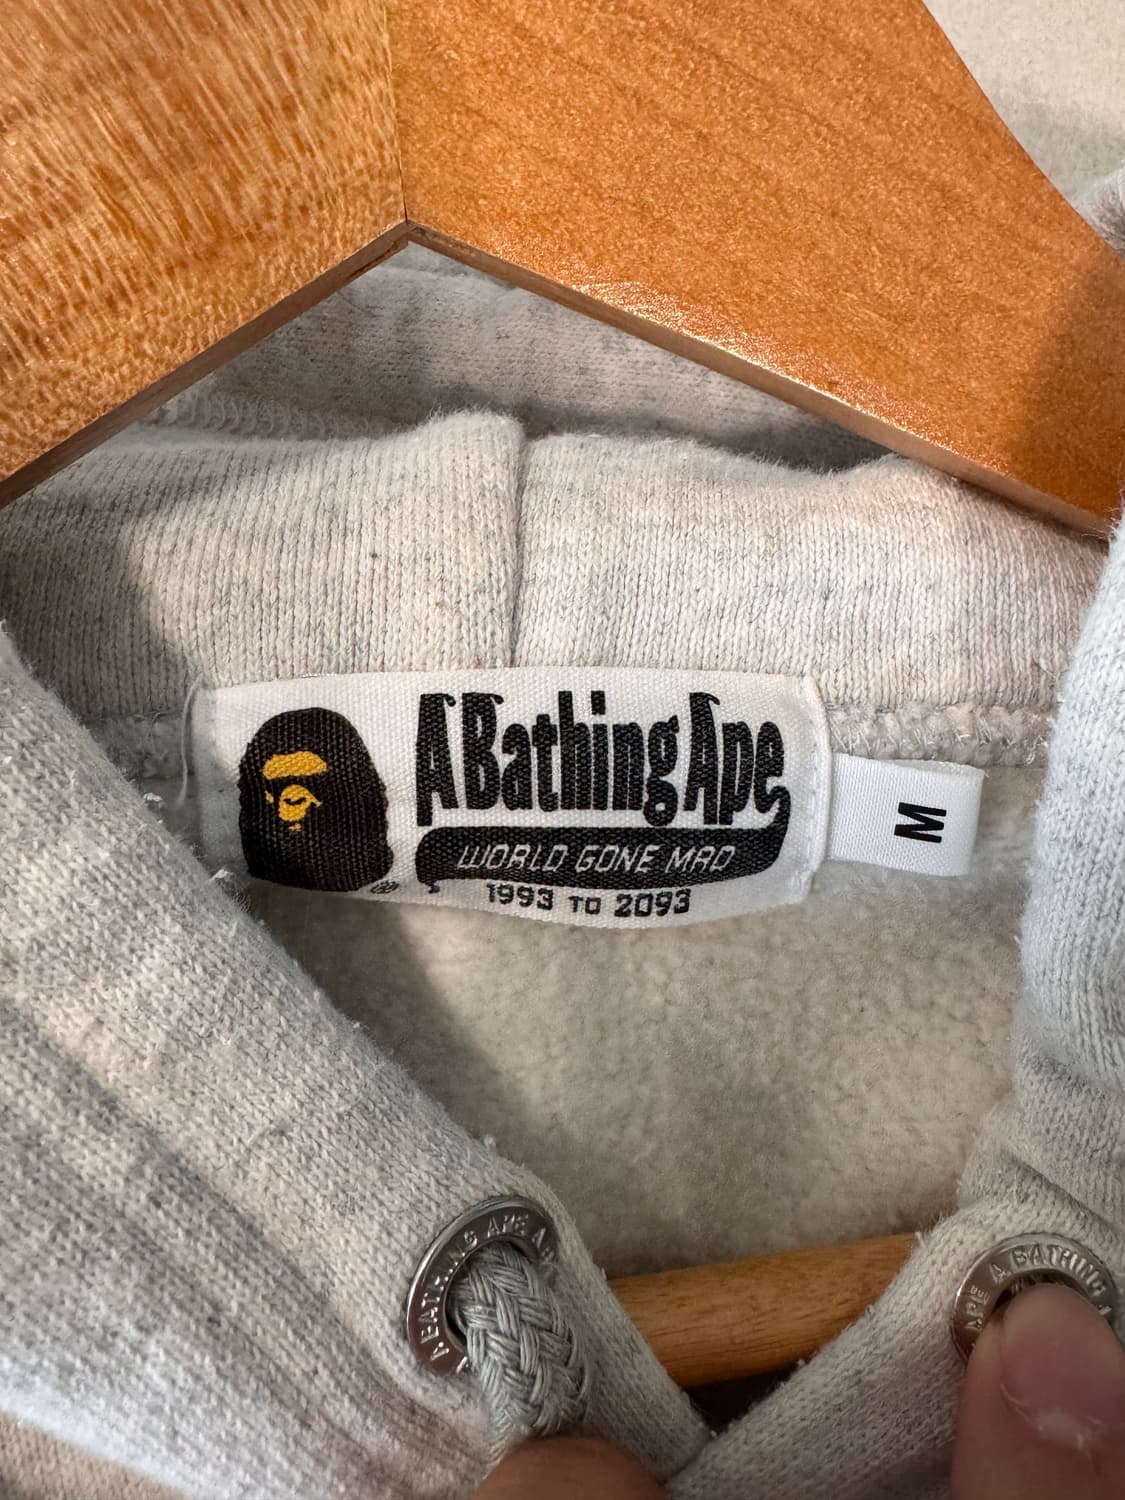 A Bathing Ape
WORLD GONE MAD
1993 TO 2093
®
M
A BATHING APE A
APE A BATHING